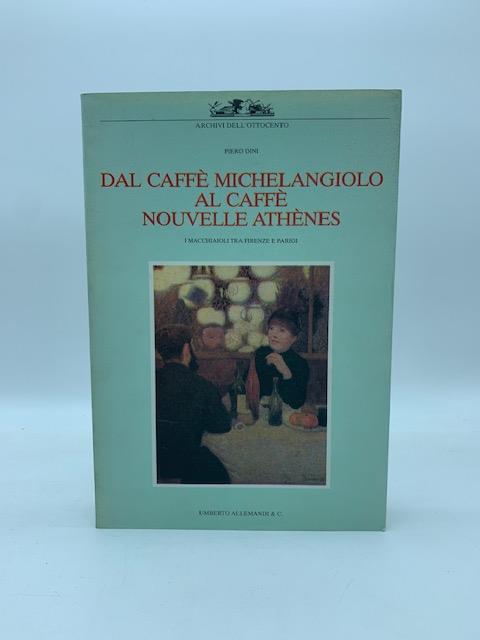 ARCHIVI DELL'OTTOCENTO
PIERO DINI
DAL CAFFÈ MICHELANGIOLO
AL CAFFÈ
NOUVELLE ATHÈNES
I MACCHIAIOLI TRA FIRENZE E PARIGI
UMBERTO ALLEMANDI & C.